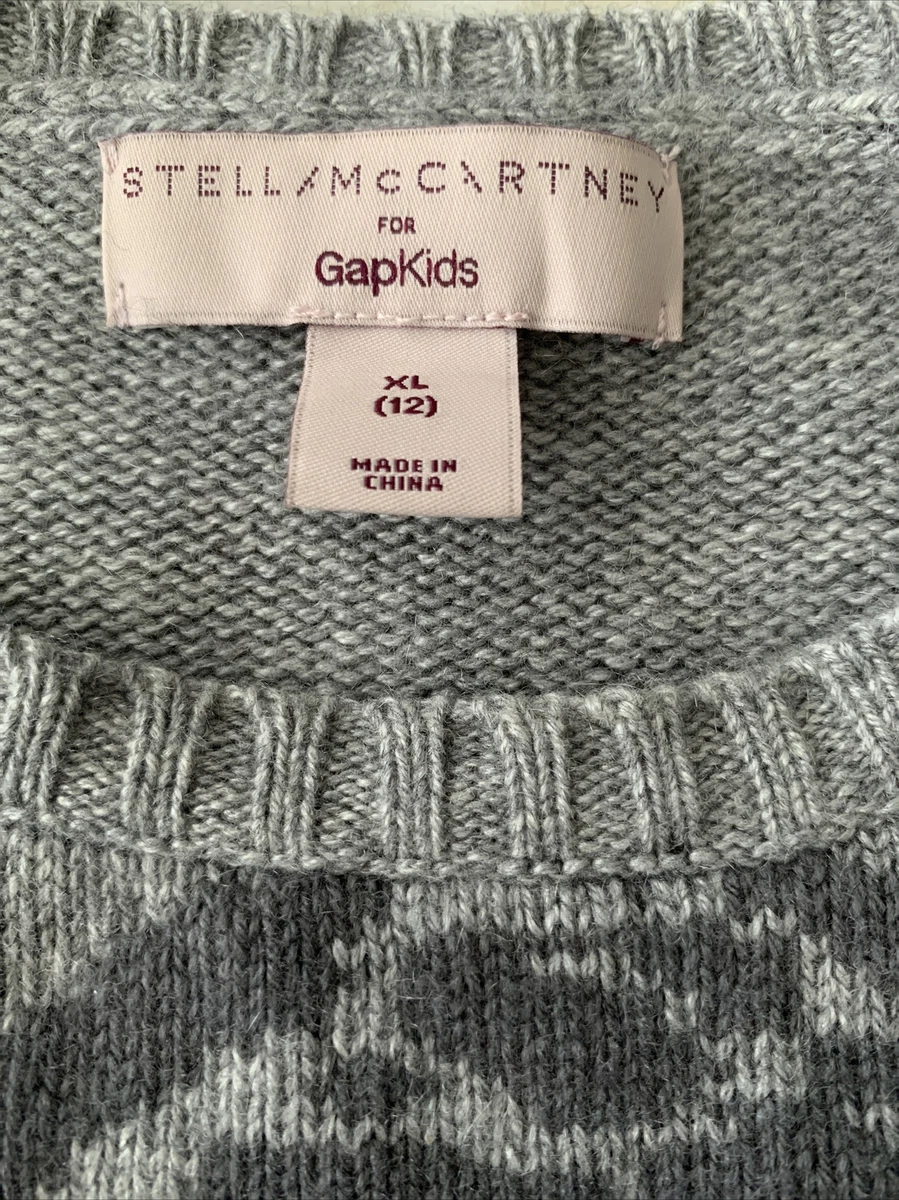 STELLA McCARTNEY
FOR
GapKids
XL
(12)
MADE IN
CHINA